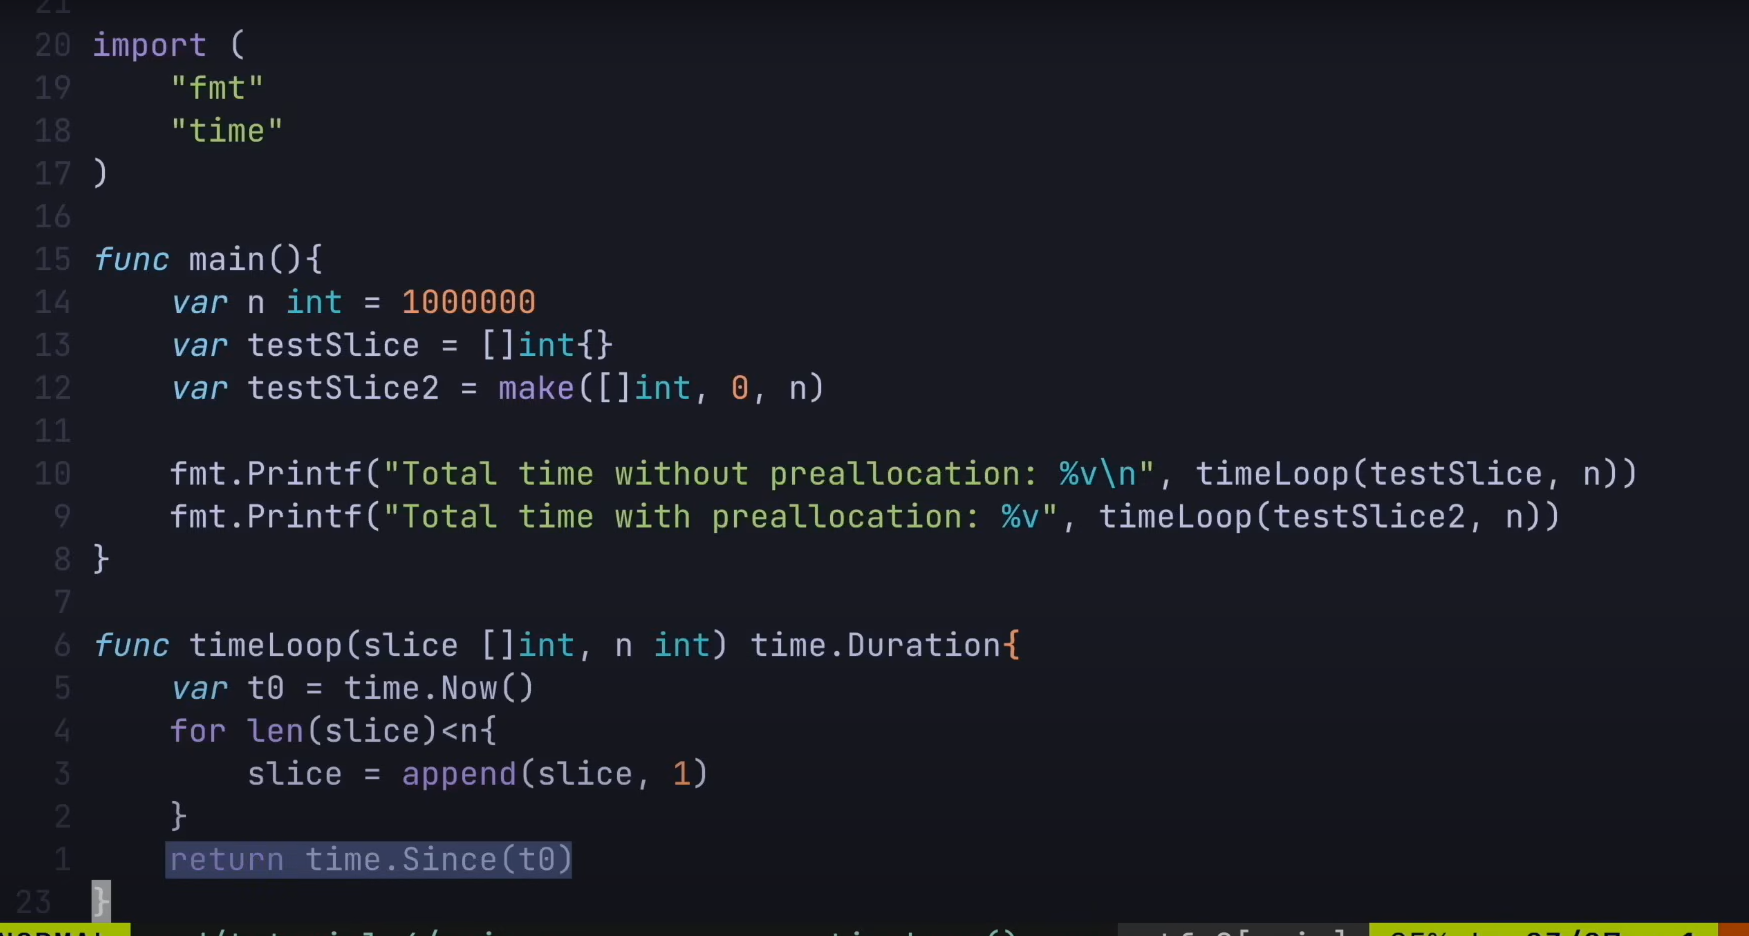 21
20 import (
19 "fmt"
18 "time"
17 )
16
15 func main(){
14 var n int = 1000000
13 var testSlice = []int{}
12 var testSlice2 = make([]int, 0, n)
11
10 fmt.Printf("Total time without preallocation: %v\n", timeLoop(testSlice, n))
9 fmt.Printf("Total time with preallocation: %v", timeLoop(testSlice2, n))
8 }
7
6 func timeLoop(slice []int, n int) time.Duration{
5 var t0 = time.Now()
4 for len(slice)<n{
3 slice = append(slice, 1)
2 }
1 return time.Since(t0)
23 }
NORMAL